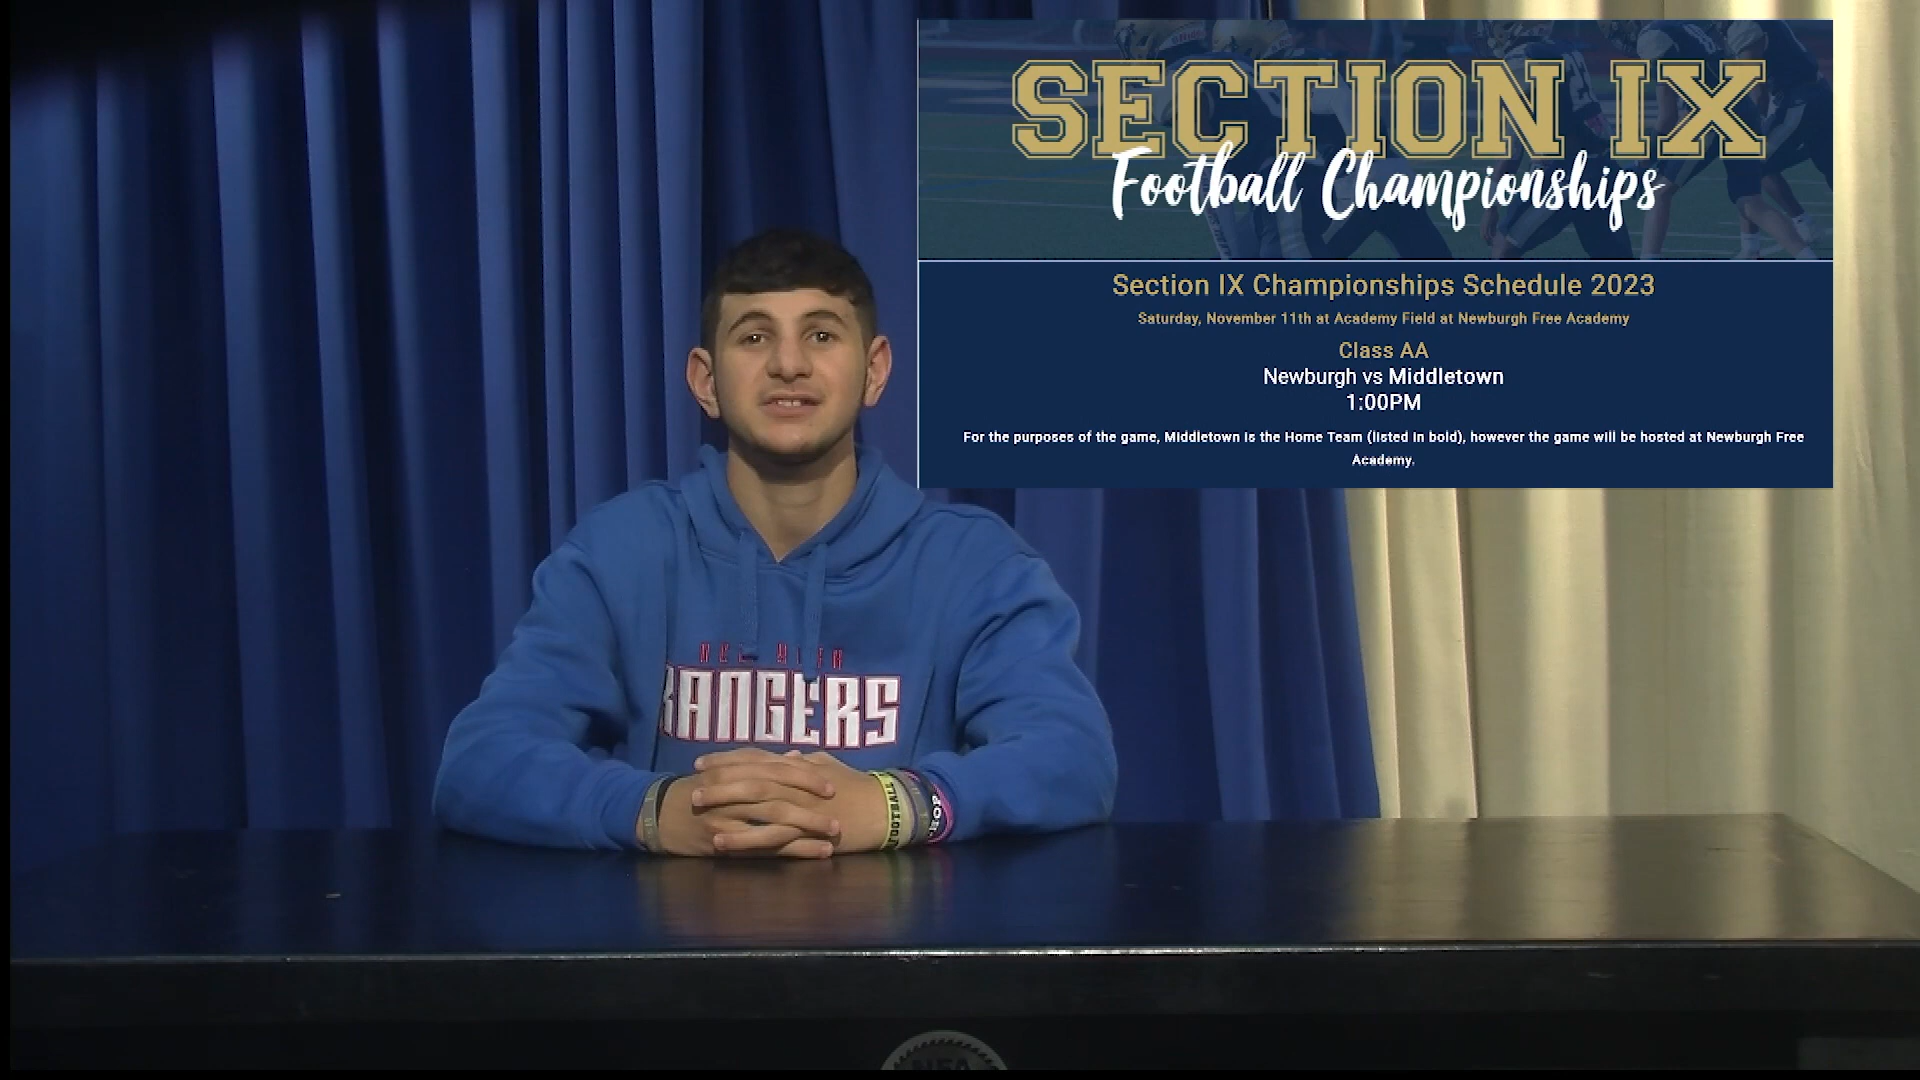 SECTION IX
Football Championships
Section IX Championships Schedule 2023
Saturday, November 11th at Academy Field at Newburgh Free Academy
Class AA
Newburgh vs Middletown
1:00PM
For the purposes of the game, Middletown is the Home Team (listed in bold), however the game will be hosted at Newburgh Free
Academy.
RANGERS
FOOTBALL
NFA